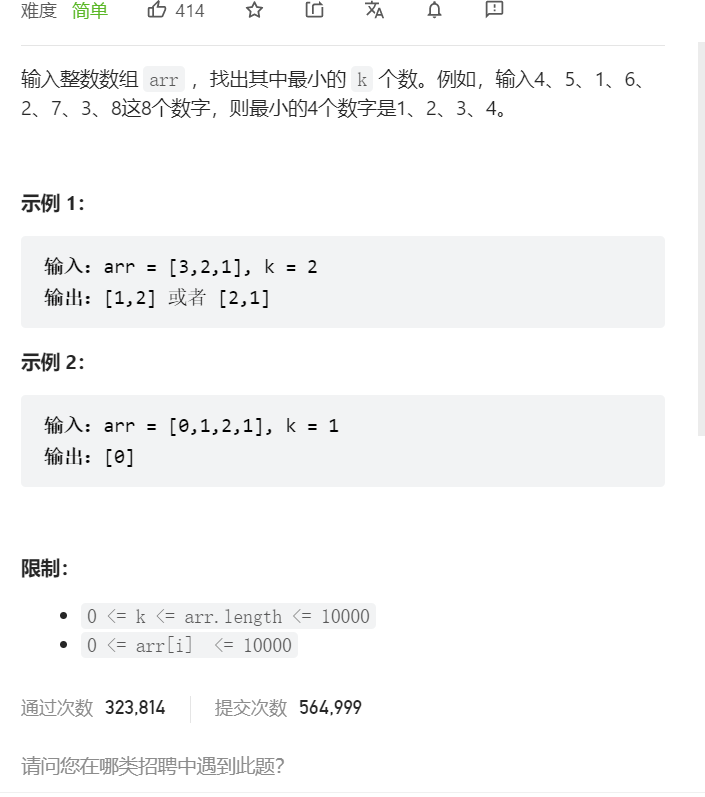 难度 简单 414
输入整数数组 arr ，找出其中最小的 k 个数。例如，输入4、5、1、6、
2、7、3、8这8个数字，则最小的4个数字是1、2、3、4。
示例 1：
输入：arr = [3,2,1], k = 2
输出：[1,2] 或者 [2,1]
示例 2：
输入：arr = [0,1,2,1], k = 1
输出：[0]
限制：
0 <= k <= arr.length <= 10000
0 <= arr[i]  <= 10000
通过次数 323,814 提交次数 564,999
请问您在哪类招聘中遇到此题？